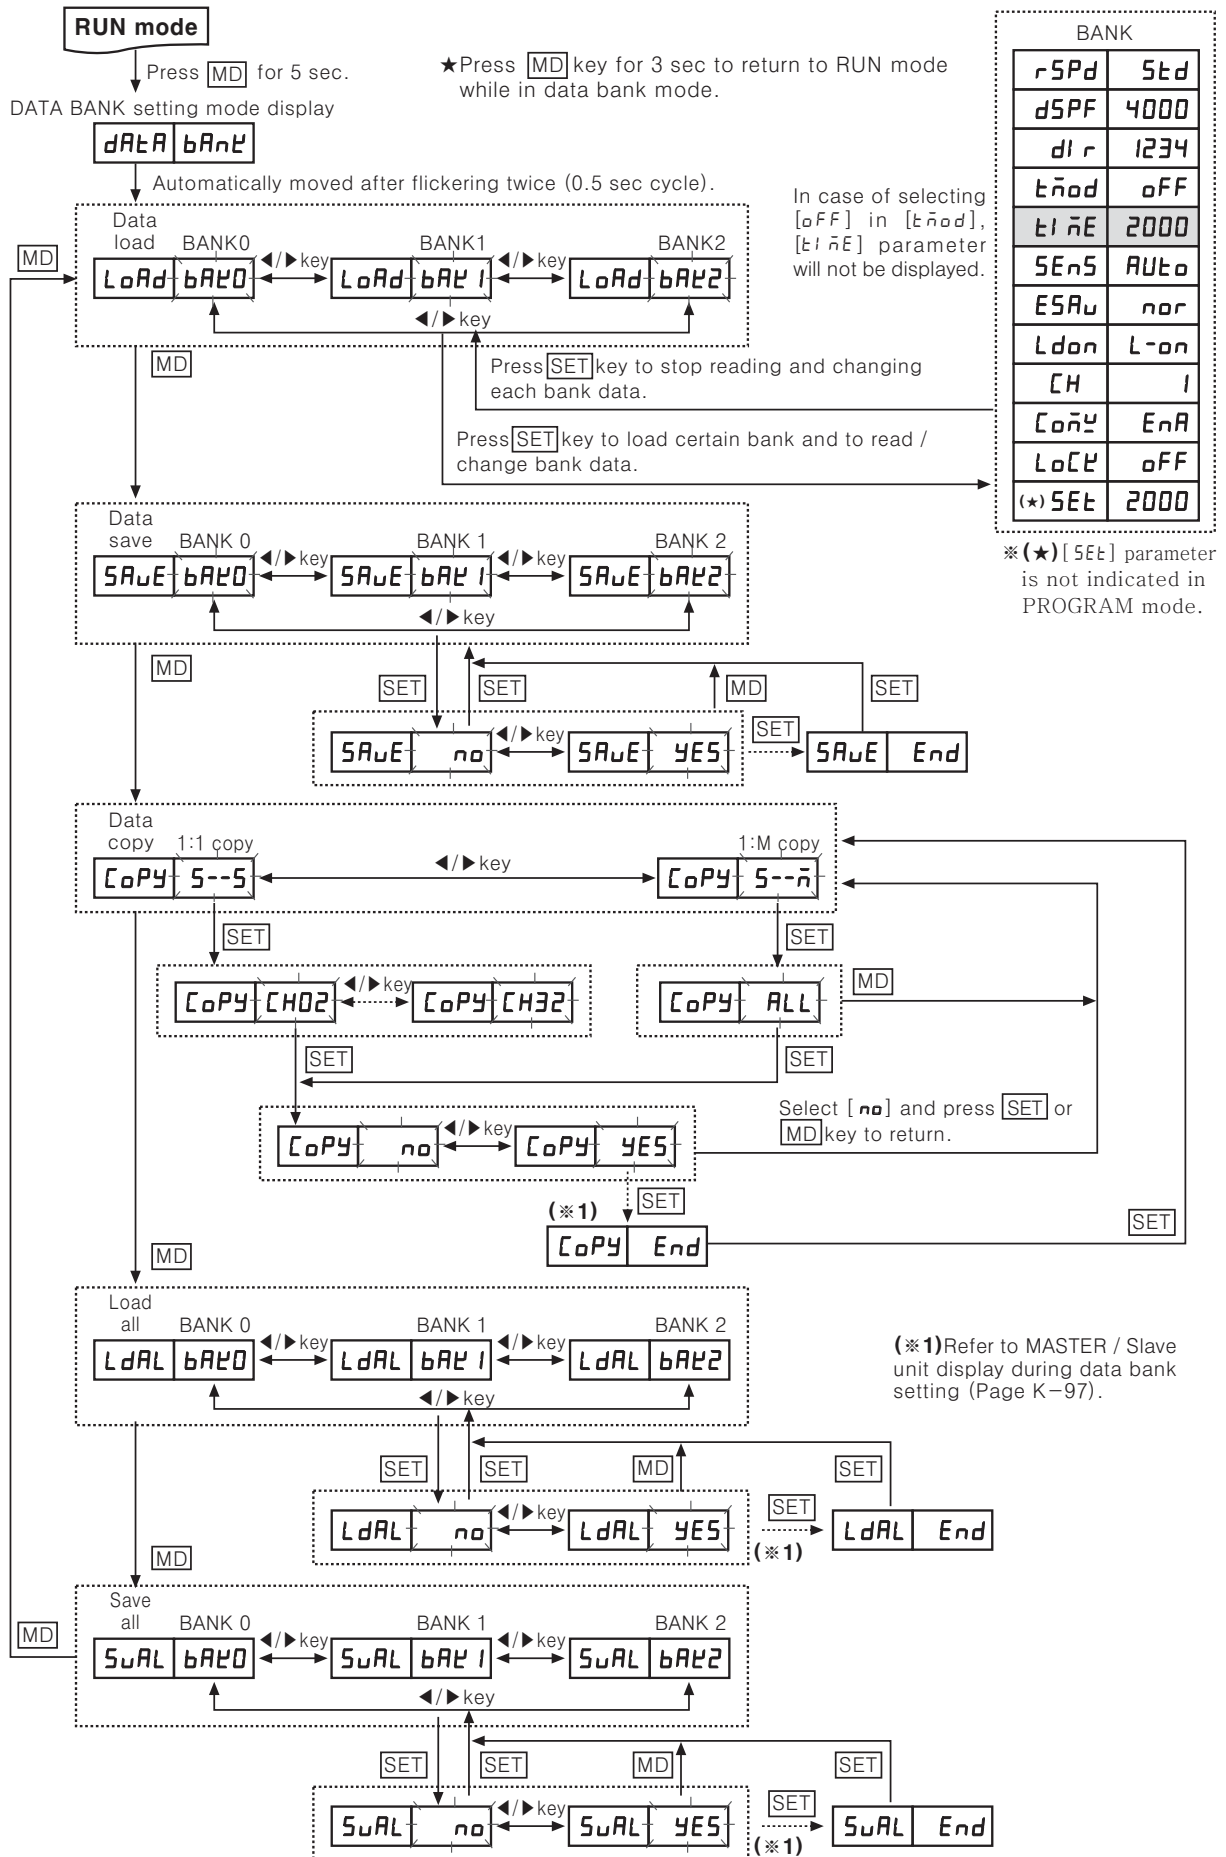 RUN mode
Press MD for 5 sec.
★Press MD key for 3 sec to return to RUN mode
while in data bank mode.
DATA BANK setting mode display
dAtA bAnK
Automatically moved after flickering twice (0.5 sec cycle).
BANK
rSPd Std
dSPF 4000
dIr 1234
tmod oFF
tImE 2000
SEnS AUto
ESAv nor
Ldon L-on
CH 1
ComY EnA
LoCK oFF
(★) SEt 2000
In case of selecting
[oFF] in [tmod],
[tImE] parameter
will not be displayed.
※(★)[SEt] parameter
is not indicated in
PROGRAM mode.
MD
Data
load BANK0 BANK1 BANK2
LoAd bAK0 ◀/▶key LoAd bAK1 ◀/▶key LoAd bAK2
◀/▶key
MD
Press SET key to stop reading and changing
each bank data.
Press SET key to load certain bank and to read /
change bank data.
Data
save BANK 0 BANK 1 BANK 2
SAvE bAK0 ◀/▶key SAvE bAK1 ◀/▶key SAvE bAK2
◀/▶key
MD
SET SET MD SET
SAvE no ◀/▶key SAvE YES SET SAvE End
Data
copy 1:1 copy 1:M copy
CoPY S--S ◀/▶key CoPY S--m
SET SET
CoPY CH02 ◀/▶key CoPY CH32 CoPY ALL MD
SET SET
CoPY no ◀/▶key CoPY YES
Select [no] and press SET or
MD key to return.
SET
(※1)
CoPY End SET
MD
Load
all BANK 0 BANK 1 BANK 2
LdAL bAK0 ◀/▶key LdAL bAK1 ◀/▶key LdAL bAK2
◀/▶key
(※1)Refer to MASTER / Slave
unit display during data bank
setting (Page K-97).
SET SET MD SET
LdAL no ◀/▶key LdAL YES SET LdAL End
(※1)
MD
Save
all BANK 0 BANK 1 BANK 2
MD
SvAL bAK0 ◀/▶key SvAL bAK1 ◀/▶key SvAL bAK2
◀/▶key
SET SET MD SET
SvAL no ◀/▶key SvAL YES SET SvAL End
(※1)